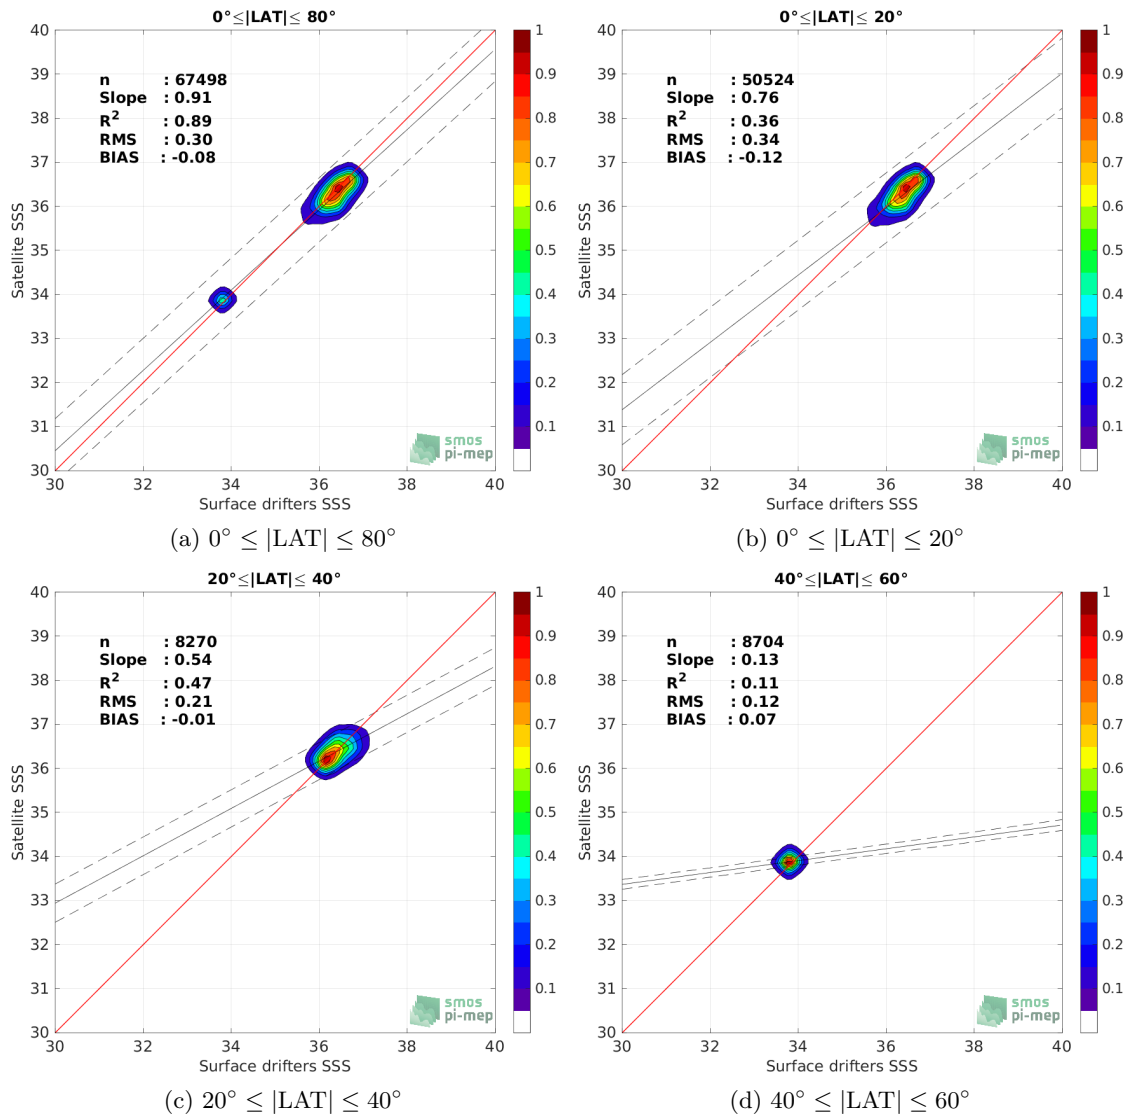 0°≤|LAT|≤ 80°
n : 67498
Slope : 0.91
R2 : 0.89
RMS : 0.30
BIAS : -0.08
40
39
38
37
36
35
34
33
32
31
30
30 32 34 36 38 40
Satellite SSS
Surface drifters SSS
1
0.9
0.8
0.7
0.6
0.5
0.4
0.3
0.2
0.1
smos
pi-mep
(a) 0° ≤ |LAT| ≤ 80°
0°≤|LAT|≤ 20°
n : 50524
Slope : 0.76
R2 : 0.36
RMS : 0.34
BIAS : -0.12
40
39
38
37
36
35
34
33
32
31
30
30 32 34 36 38 40
Satellite SSS
Surface drifters SSS
1
0.9
0.8
0.7
0.6
0.5
0.4
0.3
0.2
0.1
smos
pi-mep
(b) 0° ≤ |LAT| ≤ 20°
20°≤|LAT|≤ 40°
n : 8270
Slope : 0.54
R2 : 0.47
RMS : 0.21
BIAS : -0.01
40
39
38
37
36
35
34
33
32
31
30
30 32 34 36 38 40
Satellite SSS
Surface drifters SSS
1
0.9
0.8
0.7
0.6
0.5
0.4
0.3
0.2
0.1
smos
pi-mep
(c) 20° ≤ |LAT| ≤ 40°
40°≤|LAT|≤ 60°
n : 8704
Slope : 0.13
R2 : 0.11
RMS : 0.12
BIAS : 0.07
40
39
38
37
36
35
34
33
32
31
30
30 32 34 36 38 40
Satellite SSS
Surface drifters SSS
1
0.9
0.8
0.7
0.6
0.5
0.4
0.3
0.2
0.1
smos
pi-mep
(d) 40° ≤ |LAT| ≤ 60°